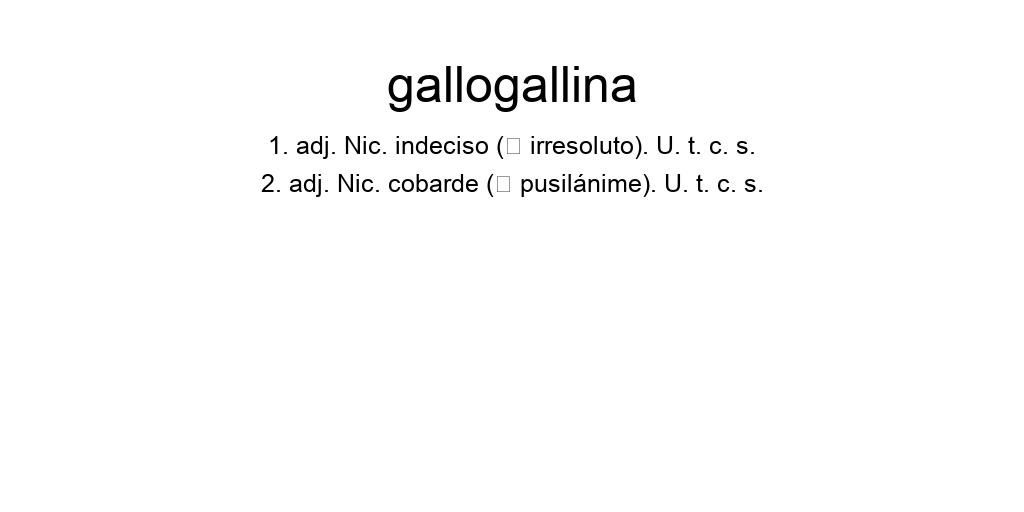 gallogallina
1. adj. Nic. indeciso (□ irresoluto). U. t. c. s.
2. adj. Nic. cobarde (□ pusilánime). U. t. c. s.